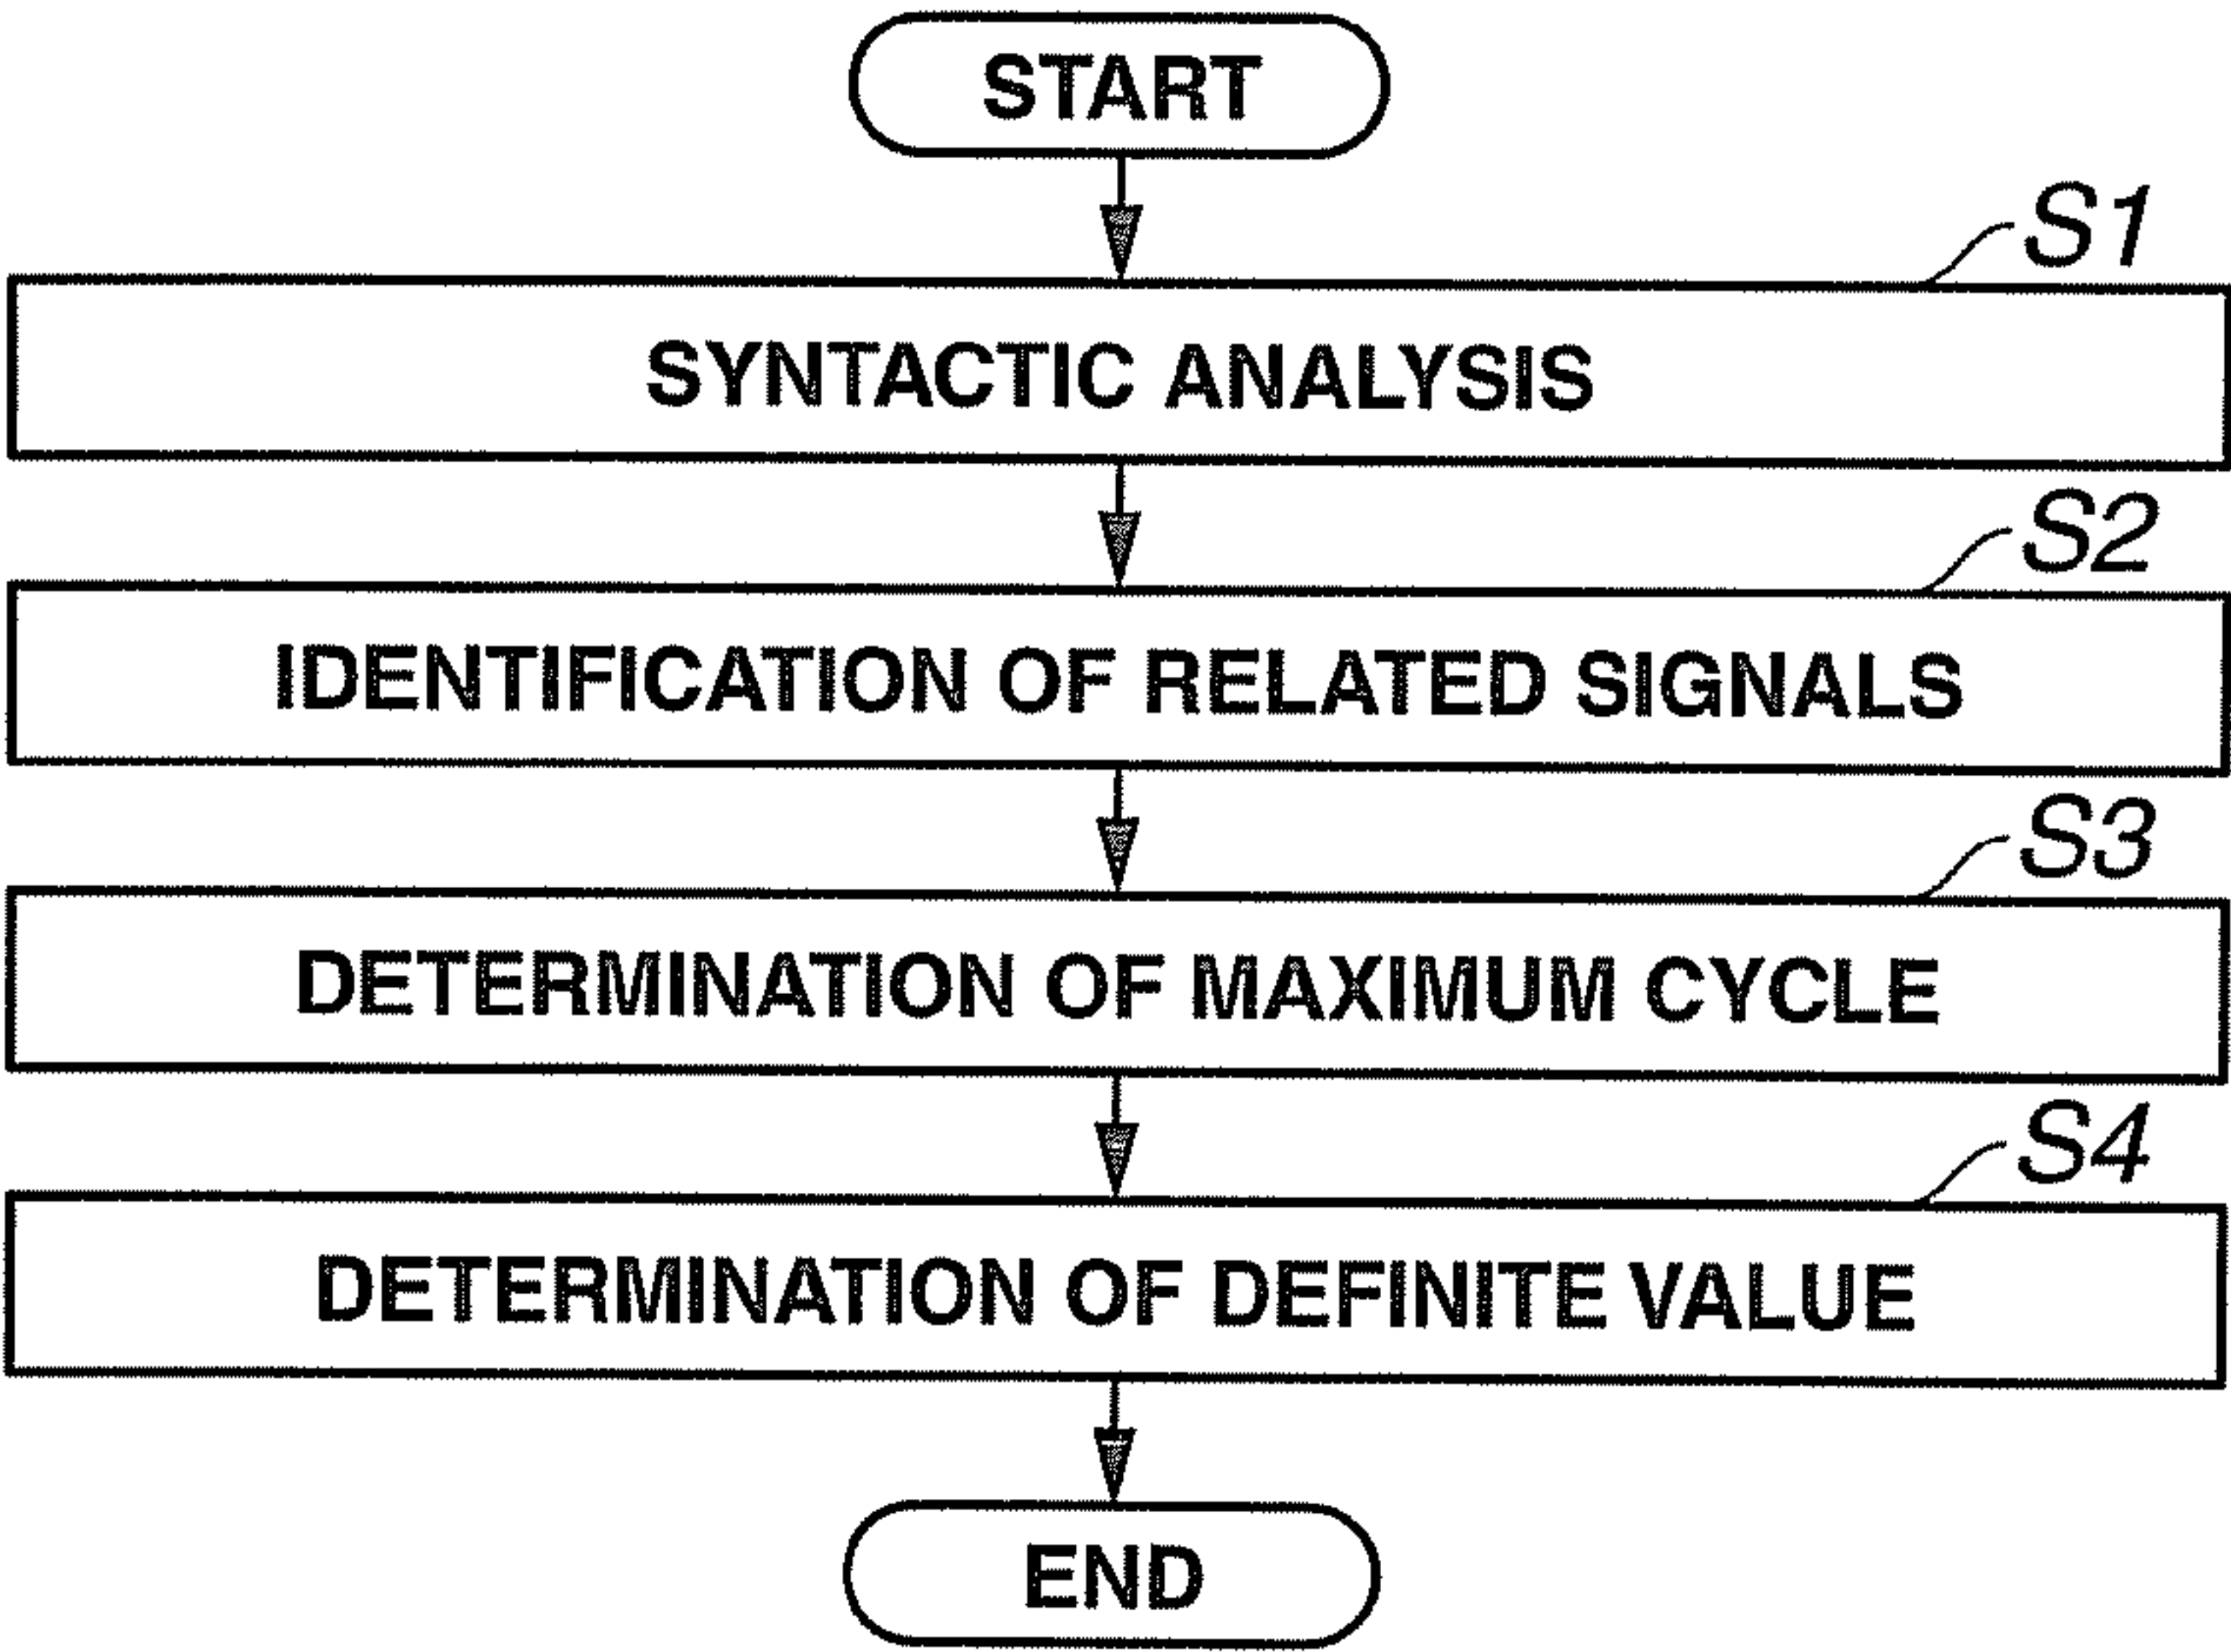 START
S1
SYNTACTIC ANALYSIS
S2
IDENTIFICATION OF RELATED SIGNALS
S3
DETERMINATION OF MAXIMUM CYCLE
S4
DETERMINATION OF DEFINITE VALUE
END